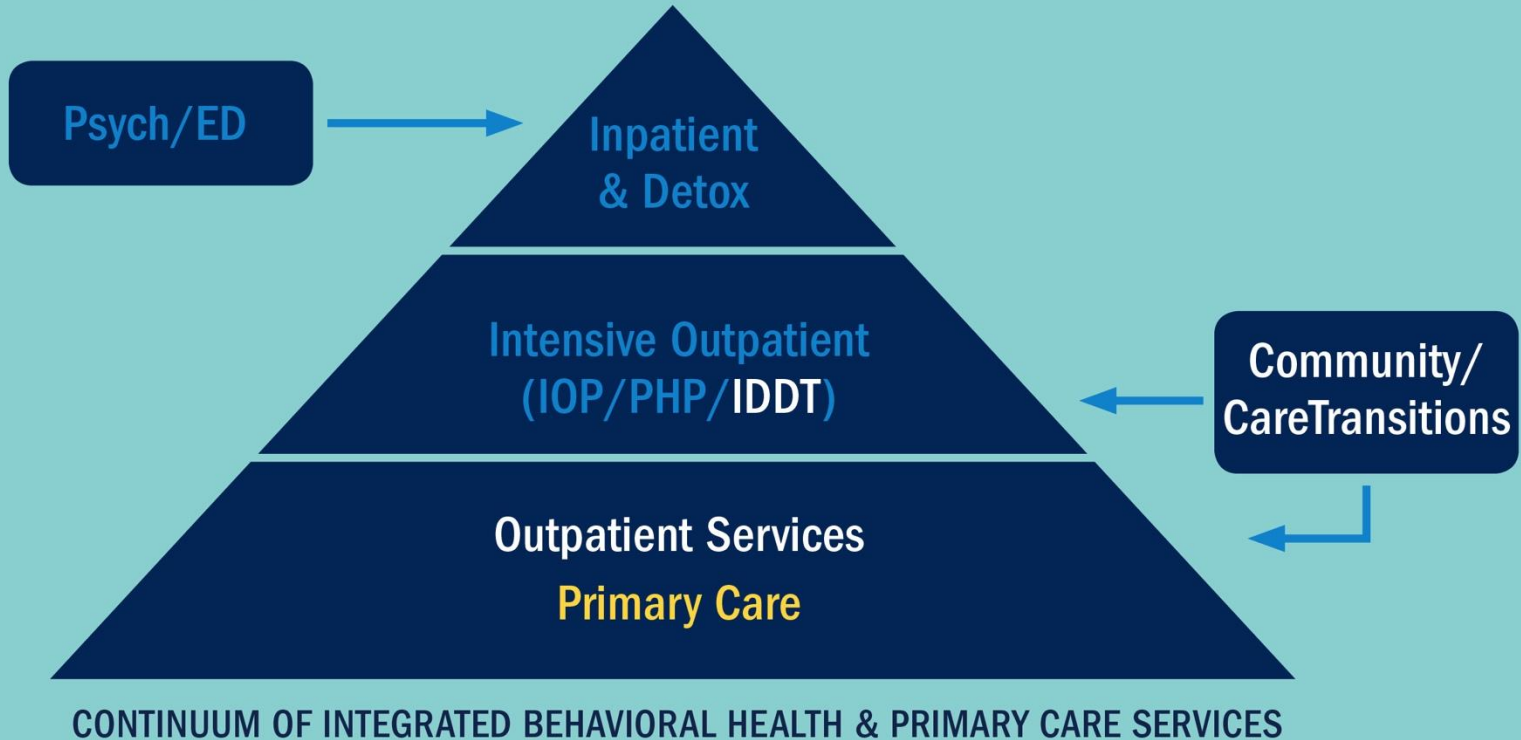 Psych/ED
Inpatient
& Detox
Intensive Outpatient
(IOP/PHP/IDDT)
Community/
CareTransitions
Outpatient Services
Primary Care
CONTINUUM OF INTEGRATED BEHAVIORAL HEALTH & PRIMARY CARE SERVICES